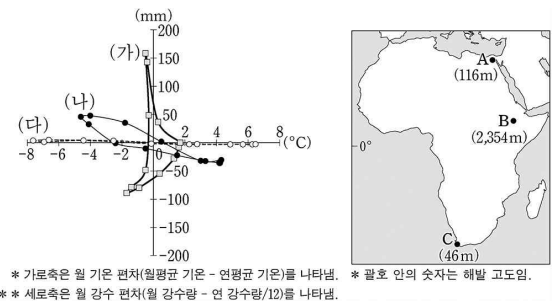 (mm)
200
150
100
50
(가)
(나)
(다)
-8 -6 -4 -2 2 4 6 8 (°C)
-50
-100
-150
-200
A
(116m)
B
(2,354m)
0°
C
(46m)
* 가로축은 월 기온 편차(월평균 기온 - 연평균 기온)를 나타냄.
* 괄호 안의 숫자는 해발 고도임.
* * 세로축은 월 강수 편차(월 강수량 - 연 강수량/12)를 나타냄.